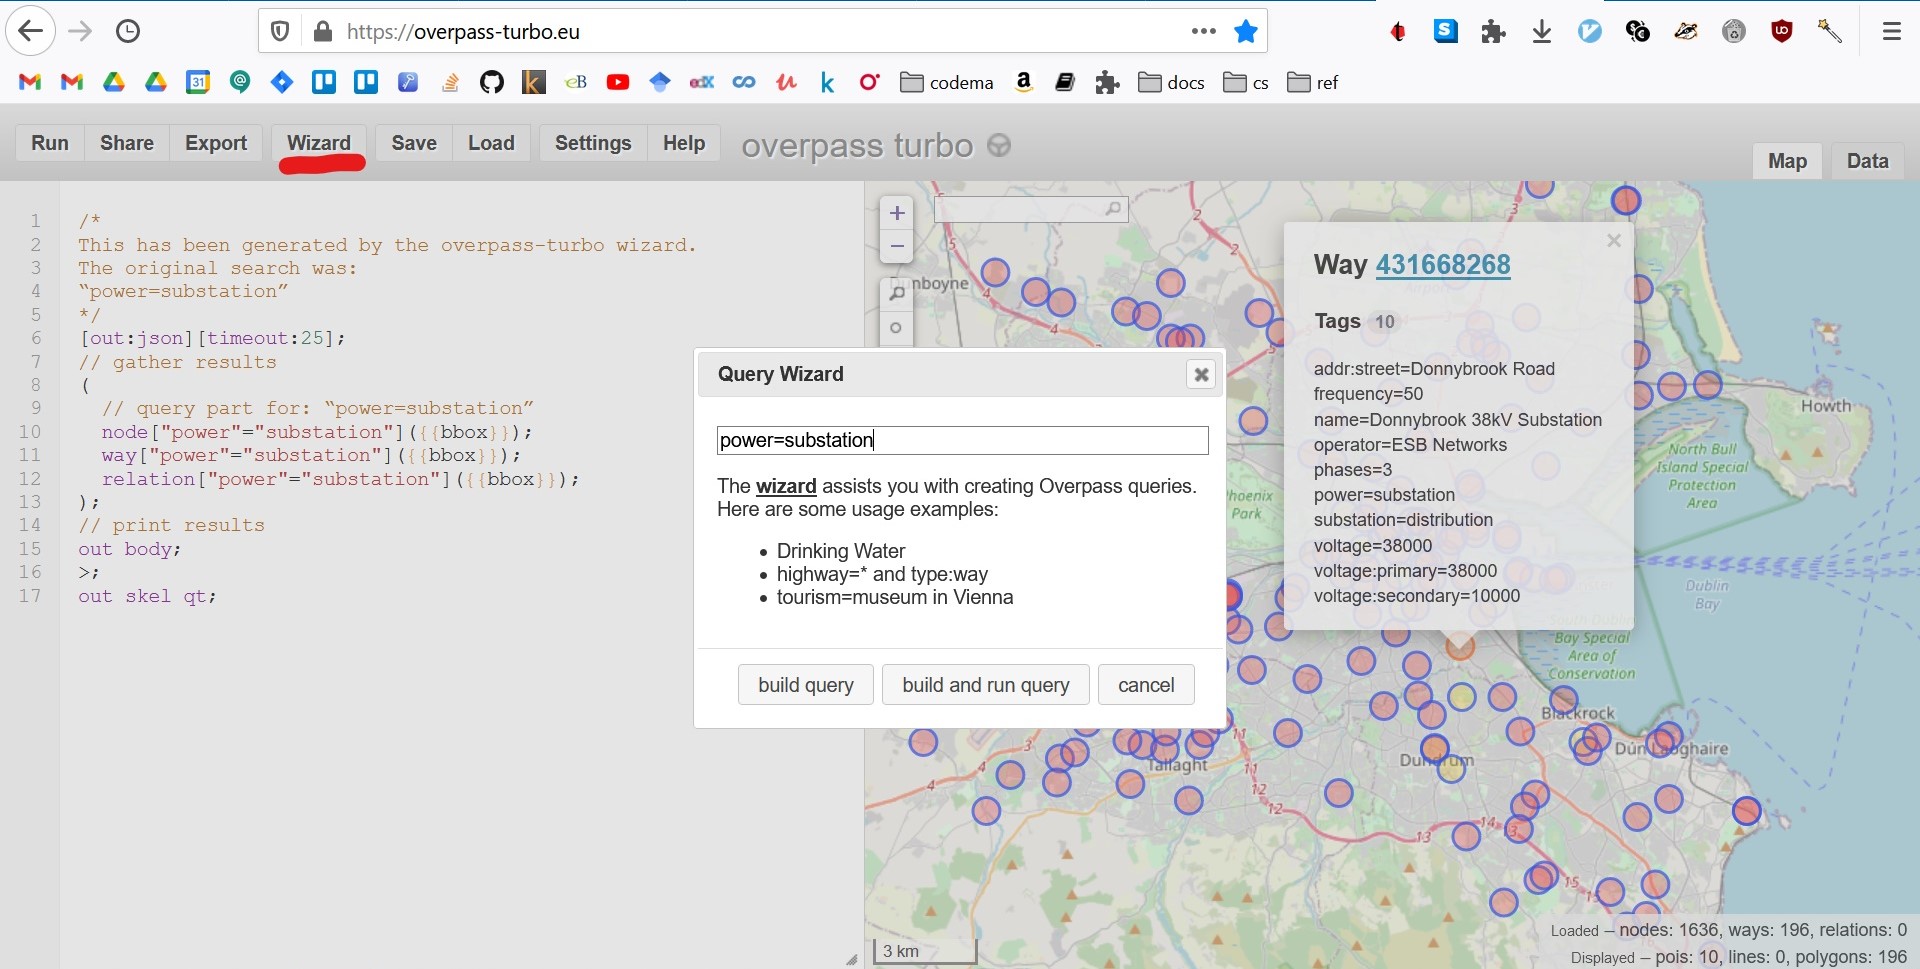 https://overpass-turbo.eu
31
codema
docs
cs
ref
Run
Share
Export
Wizard
Save
Load
Settings
Help
overpass turbo
Map
Data
1 /*
2 This has been generated by the overpass-turbo wizard.
3 The original search was:
4 “power=substation”
5 */
6 [out:json][timeout:25];
7 // gather results
8 (
9 // query part for: “power=substation”
10 node["power"="substation"]({{bbox}});
11 way["power"="substation"]({{bbox}});
12 relation["power"="substation"]({{bbox}});
13 );
14 // print results
15 out body;
16 >;
17 out skel qt;
Query Wizard
power=substation
The wizard assists you with creating Overpass queries.
Here are some usage examples:
• Drinking Water
• highway=* and type:way
• tourism=museum in Vienna
build query
build and run query
cancel
Way 431668268
Tags 10
addr:street=Donnybrook Road
frequency=50
name=Donnybrook 38kV Substation
operator=ESB Networks
phases=3
power=substation
substation=distribution
voltage=38000
voltage:primary=38000
voltage:secondary=10000
Howth
North Bull
Island Special
Protection
Area
Dublin
Bay
South Dublin
Bay Special
Area of
Conservation
Blackrock
Dún Laoghaire
Dundrum
Tallaght
Phoenix
Park
3 km
Loaded – nodes: 1636, ways: 196, relations: 0
Displayed – pois: 10, lines: 0, polygons: 196